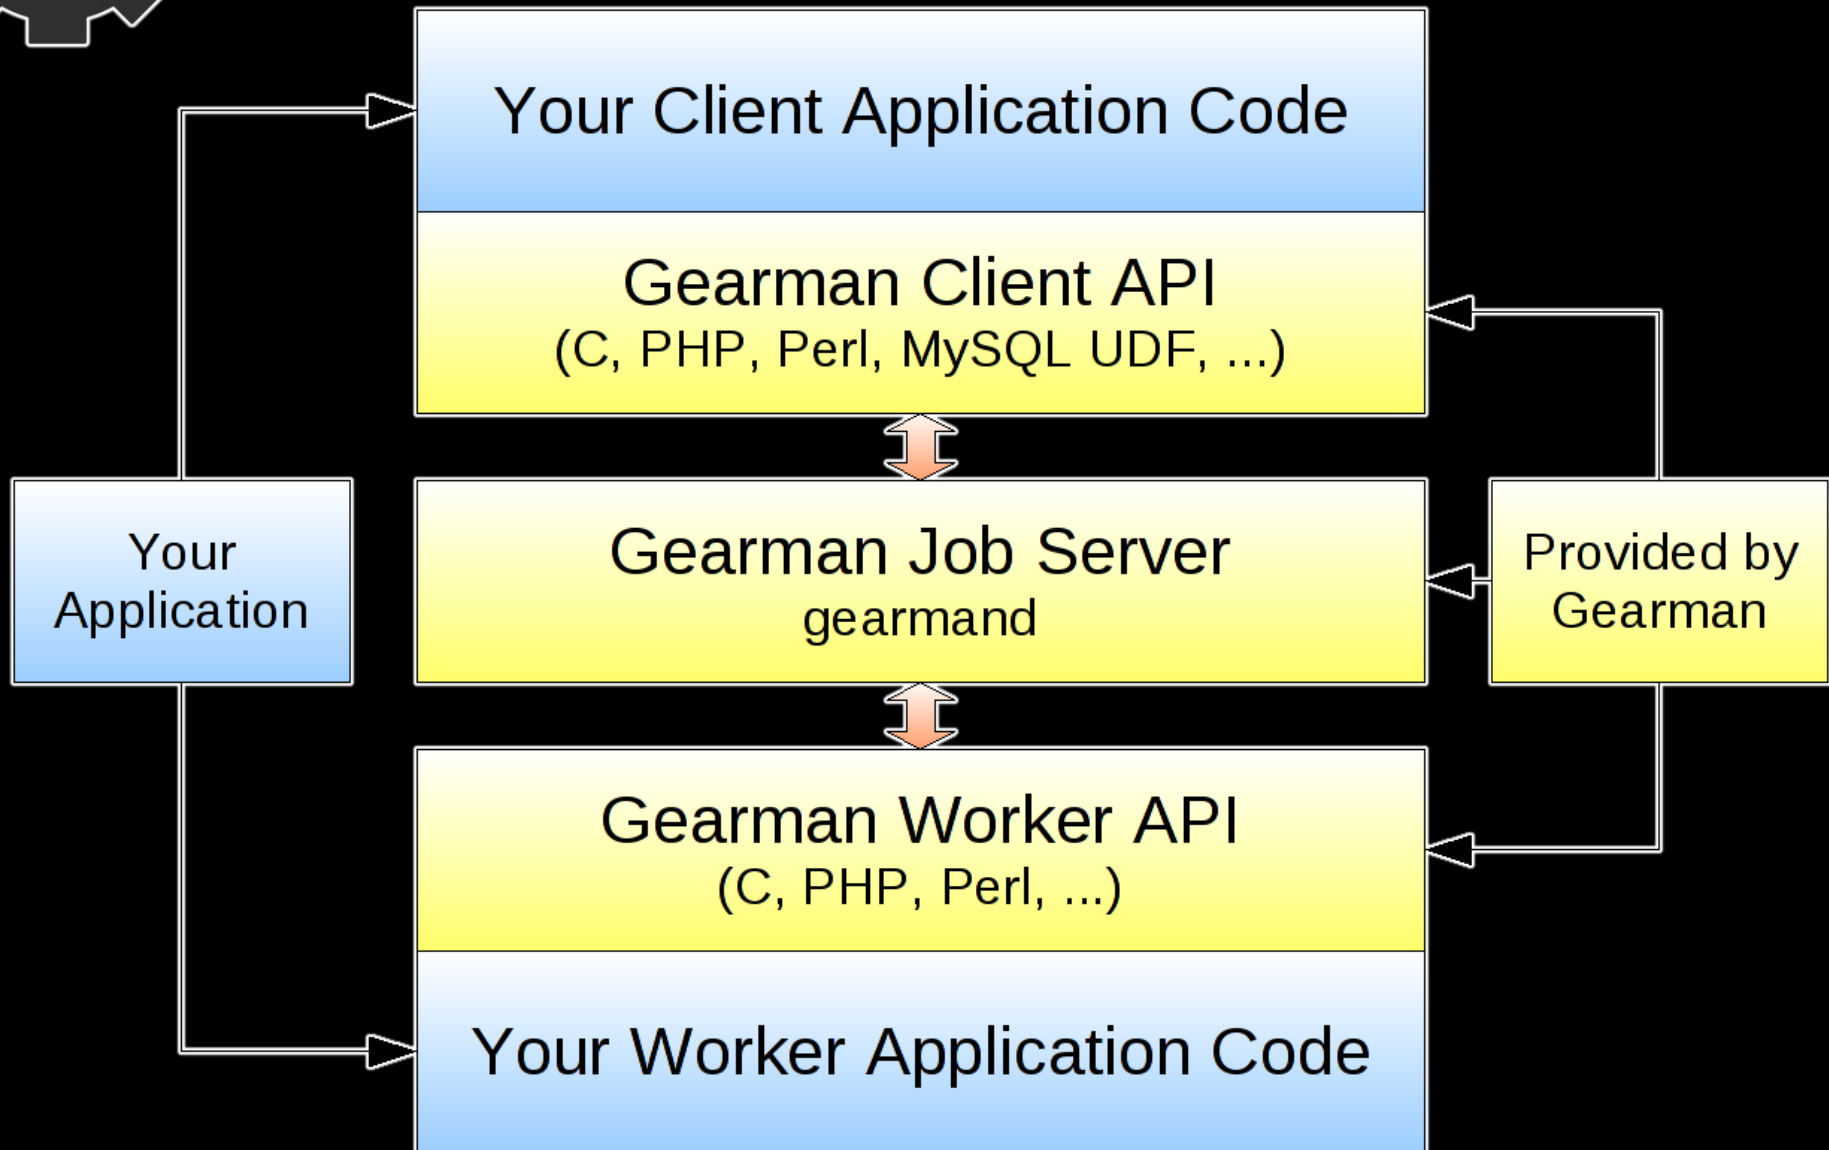 Your Client Application Code
Gearman Client API
(C, PHP, Perl, MySQL UDF, ...)
Your
Application
Gearman Job Server
gearmand
Provided by
Gearman
Gearman Worker API
(C, PHP, Perl, ...)
Your Worker Application Code